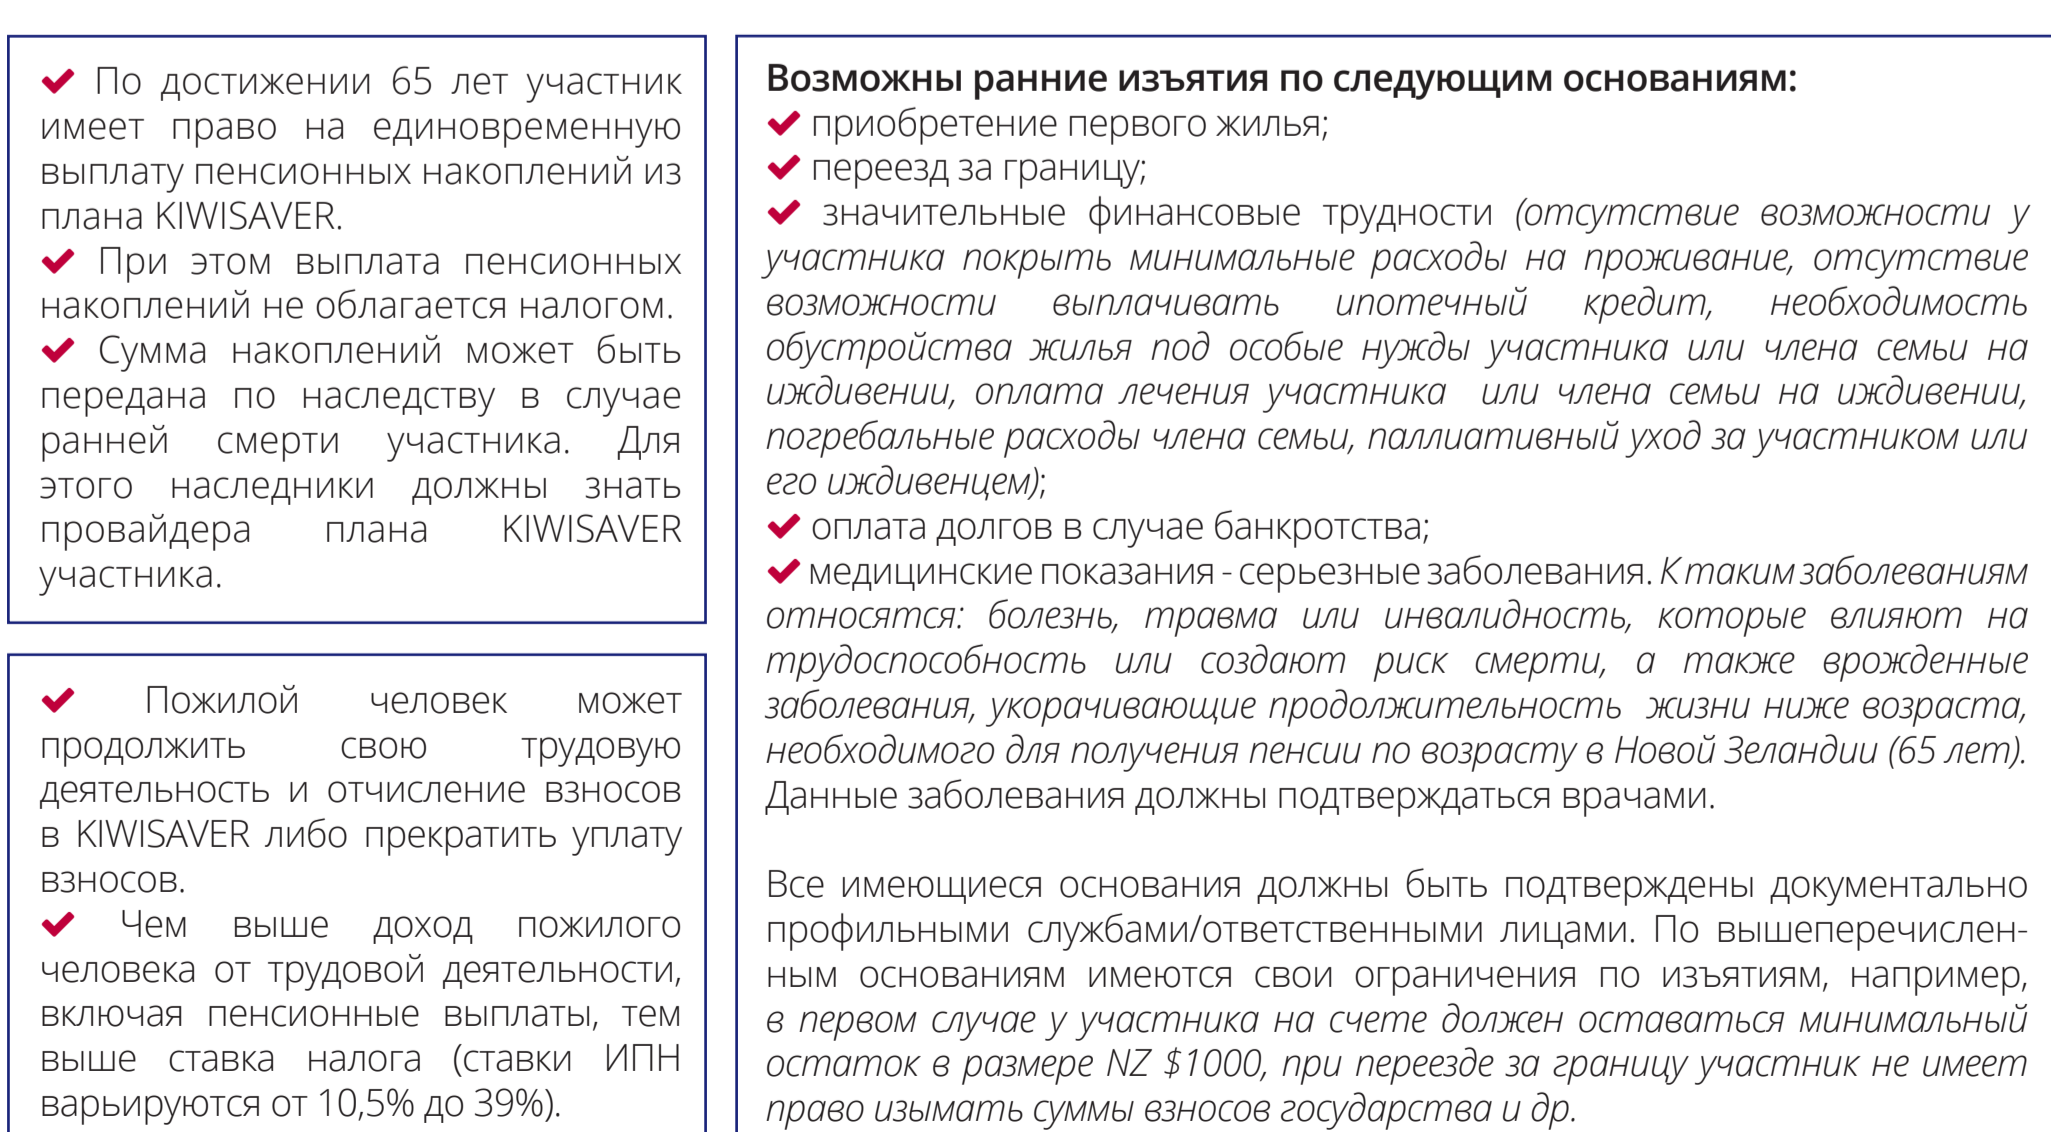 ✔ По достижении 65 лет участник
имеет право на единовременную
выплату пенсионных накоплений из
плана KIWISAVER.
✔ При этом выплата пенсионных
накоплений не облагается налогом.
✔ Сумма накоплений может быть
передана по наследству в случае
ранней смерти участника. Для
этого наследники должны знать
провайдера плана KIWISAVER
участника.
✔ Пожилой человек может
продолжить свою трудовую
деятельность и отчисление взносов
в KIWISAVER либо прекратить уплату
взносов.
✔ Чем выше доход пожилого
человека от трудовой деятельности,
включая пенсионные выплаты, тем
выше ставка налога (ставки ИПН
варьируются от 10,5% до 39%).
Возможны ранние изъятия по следующим основаниям:
✔ приобретение первого жилья;
✔ переезд за границу;
✔ значительные финансовые трудности (отсутствие возможности у
участника покрыть минимальные расходы на проживание, отсутствие
возможности выплачивать ипотечный кредит, необходимость
обустройства жилья под особые нужды участника или члена семьи на
иждивении, оплата лечения участника или члена семьи на иждивении,
погребальные расходы члена семьи, паллиативный уход за участником или
его иждивенцем);
✔ оплата долгов в случае банкротства;
✔ медицинские показания - серьезные заболевания. К таким заболеваниям
относятся: болезнь, травма или инвалидность, которые влияют на
трудоспособность или создают риск смерти, а также врожденные
заболевания, укорачивающие продолжительность жизни ниже возраста,
необходимого для получения пенсии по возрасту в Новой Зеландии (65 лет).
Данные заболевания должны подтверждаться врачами.
Все имеющиеся основания должны быть подтверждены документально
профильными службами/ответственными лицами. По вышеперечислен-
ным основаниям имеются свои ограничения по изъятиям, например,
в первом случае у участника на счете должен оставаться минимальный
остаток в размере NZ $1000, при переезде за границу участник не имеет
право изымать суммы взносов государства и др.